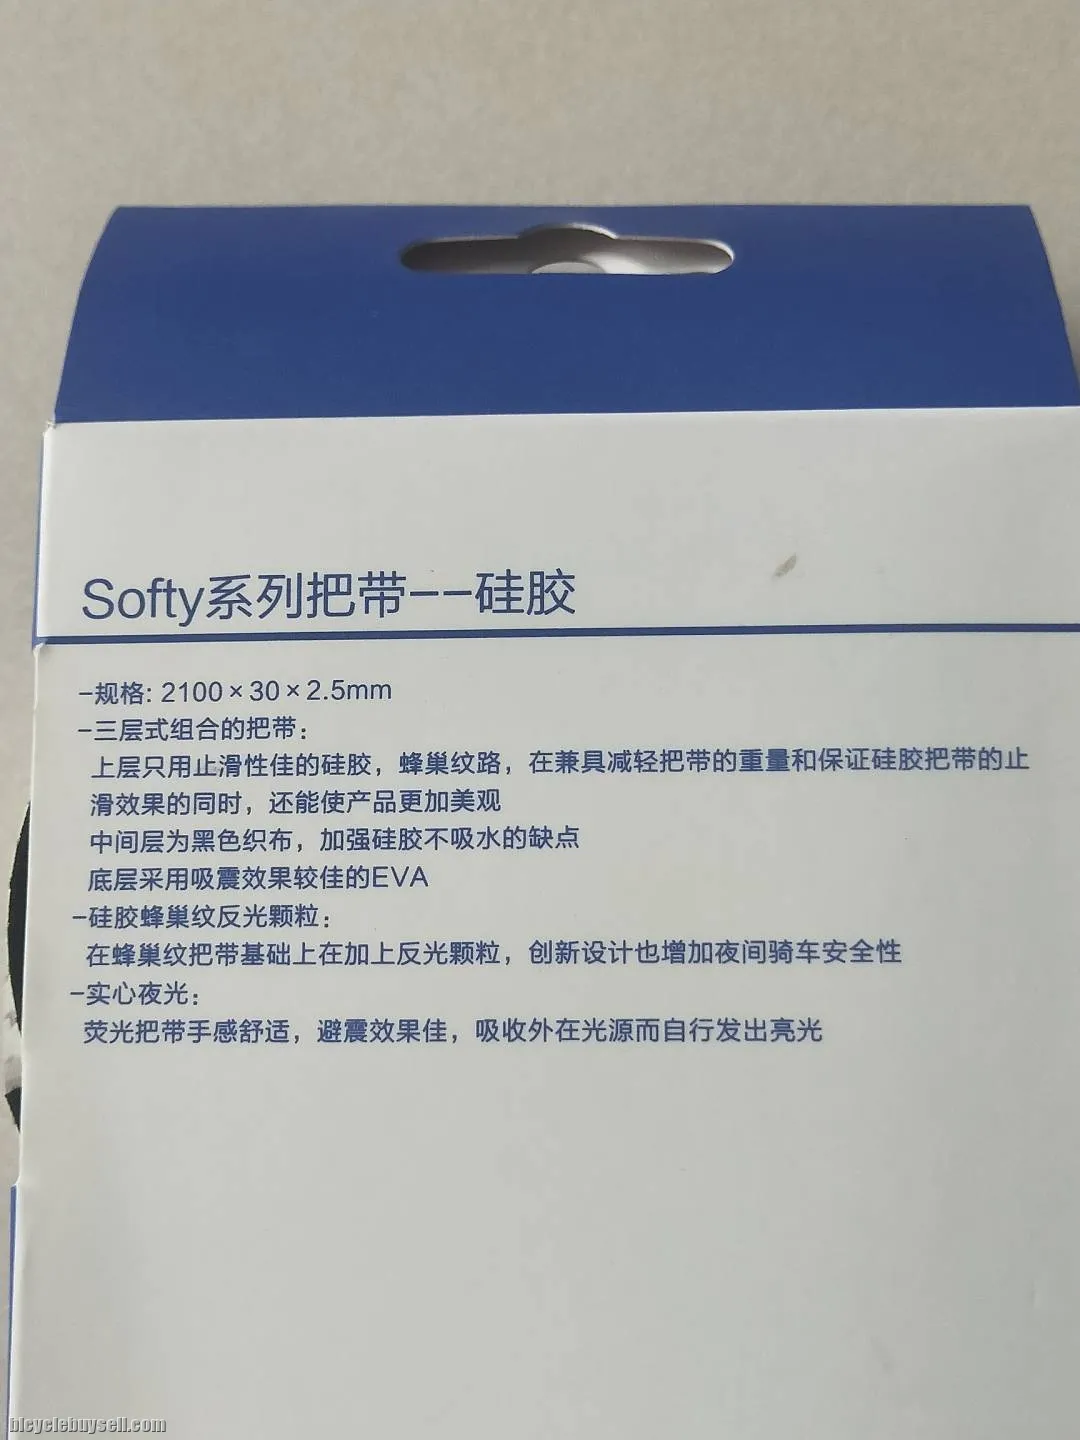 Softy系列把带--硅胶
-规格: 2100×30×2.5mm
-三层式组合的把带：
上层只用止滑性佳的硅胶，蜂巢纹路，在兼具减轻把带的重量和保证硅胶把带的止
滑效果的同时，还能使产品更加美观
中间层为黑色织布，加强硅胶不吸水的缺点
底层采用吸震效果较佳的EVA
-硅胶蜂巢纹反光颗粒：
在蜂巢纹把带基础上在加上反光颗粒，创新设计也增加夜间骑车安全性
-实心夜光：
荧光把带手感舒适，避震效果佳，吸收外在光源而自行发出亮光
bicyclebuysell.com